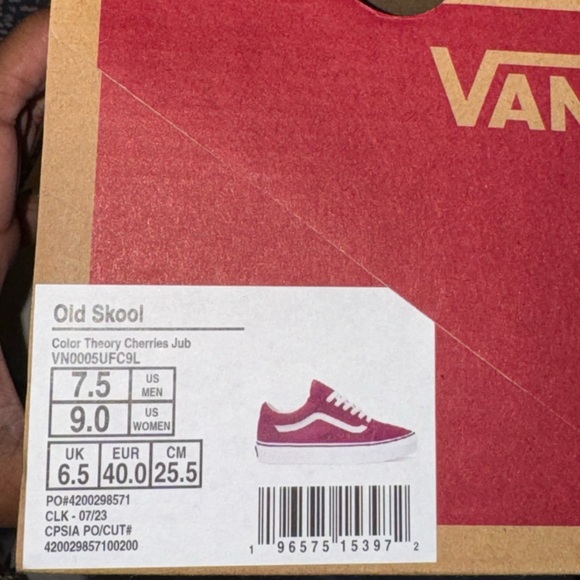 VAN
Old Skool
Color Theory Cherries Jub
VN0005UFC9L
7.5 US MEN
9.0 US WOMEN
UK EUR CM
6.5 40.0 25.5
PO#4200298571
CLK - 07/23
CPSIA PO/CUT#
420029857100200
1 96575 15397 2